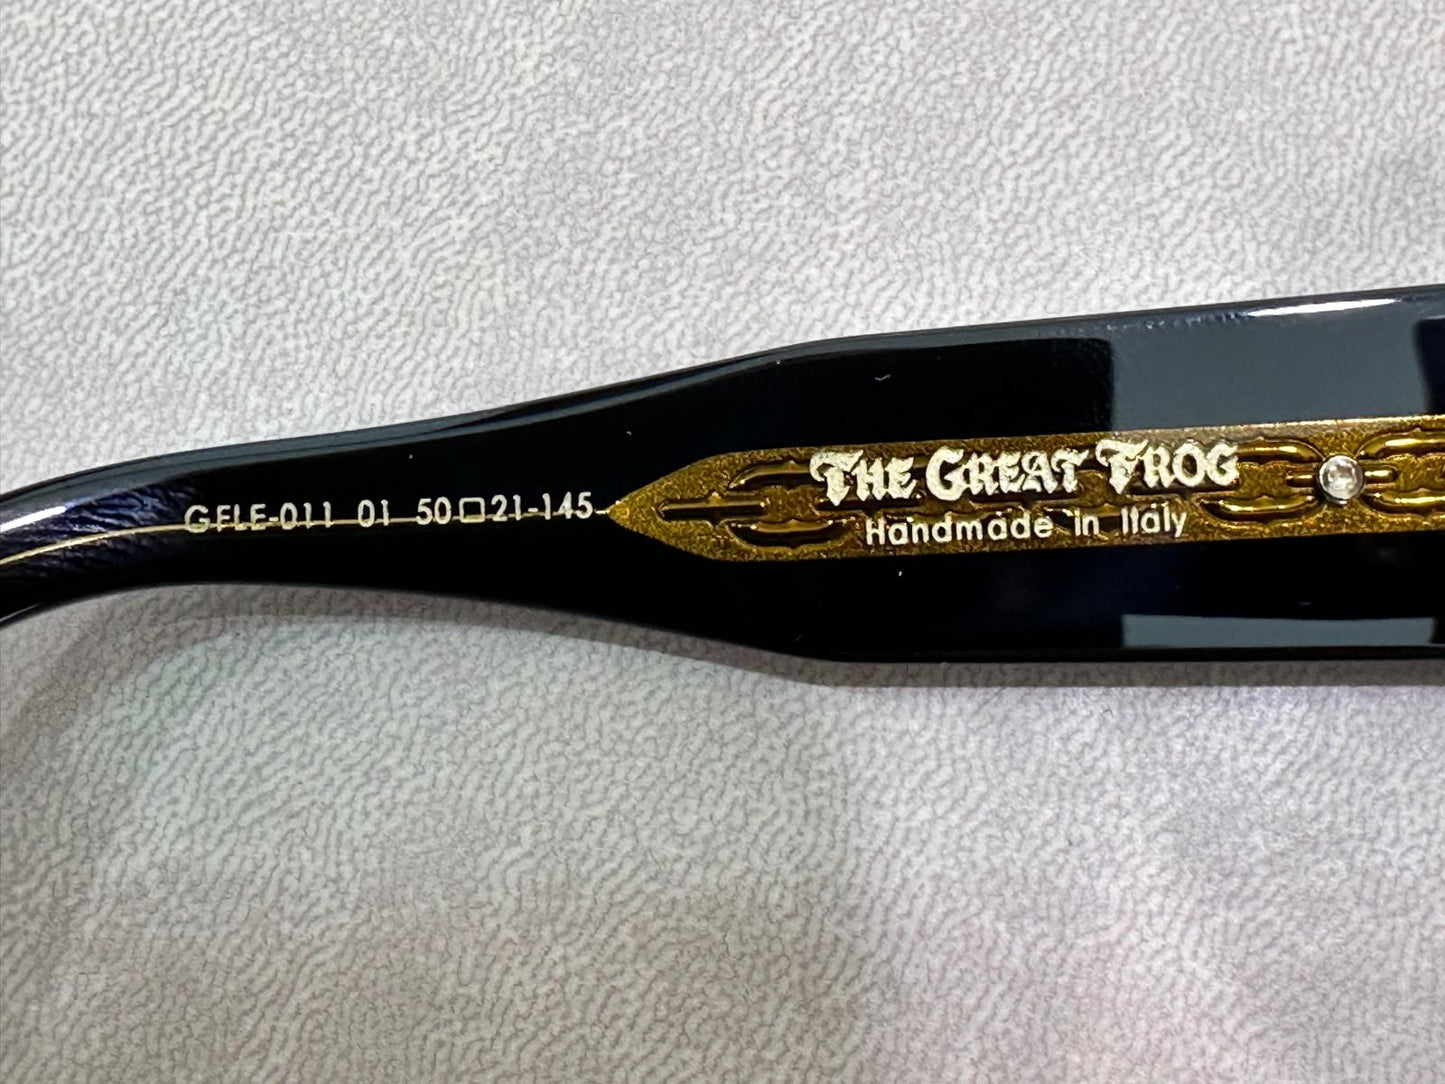 GFLE-011 01 50□21-145
THE GREAT FROG
Handmade in Italy